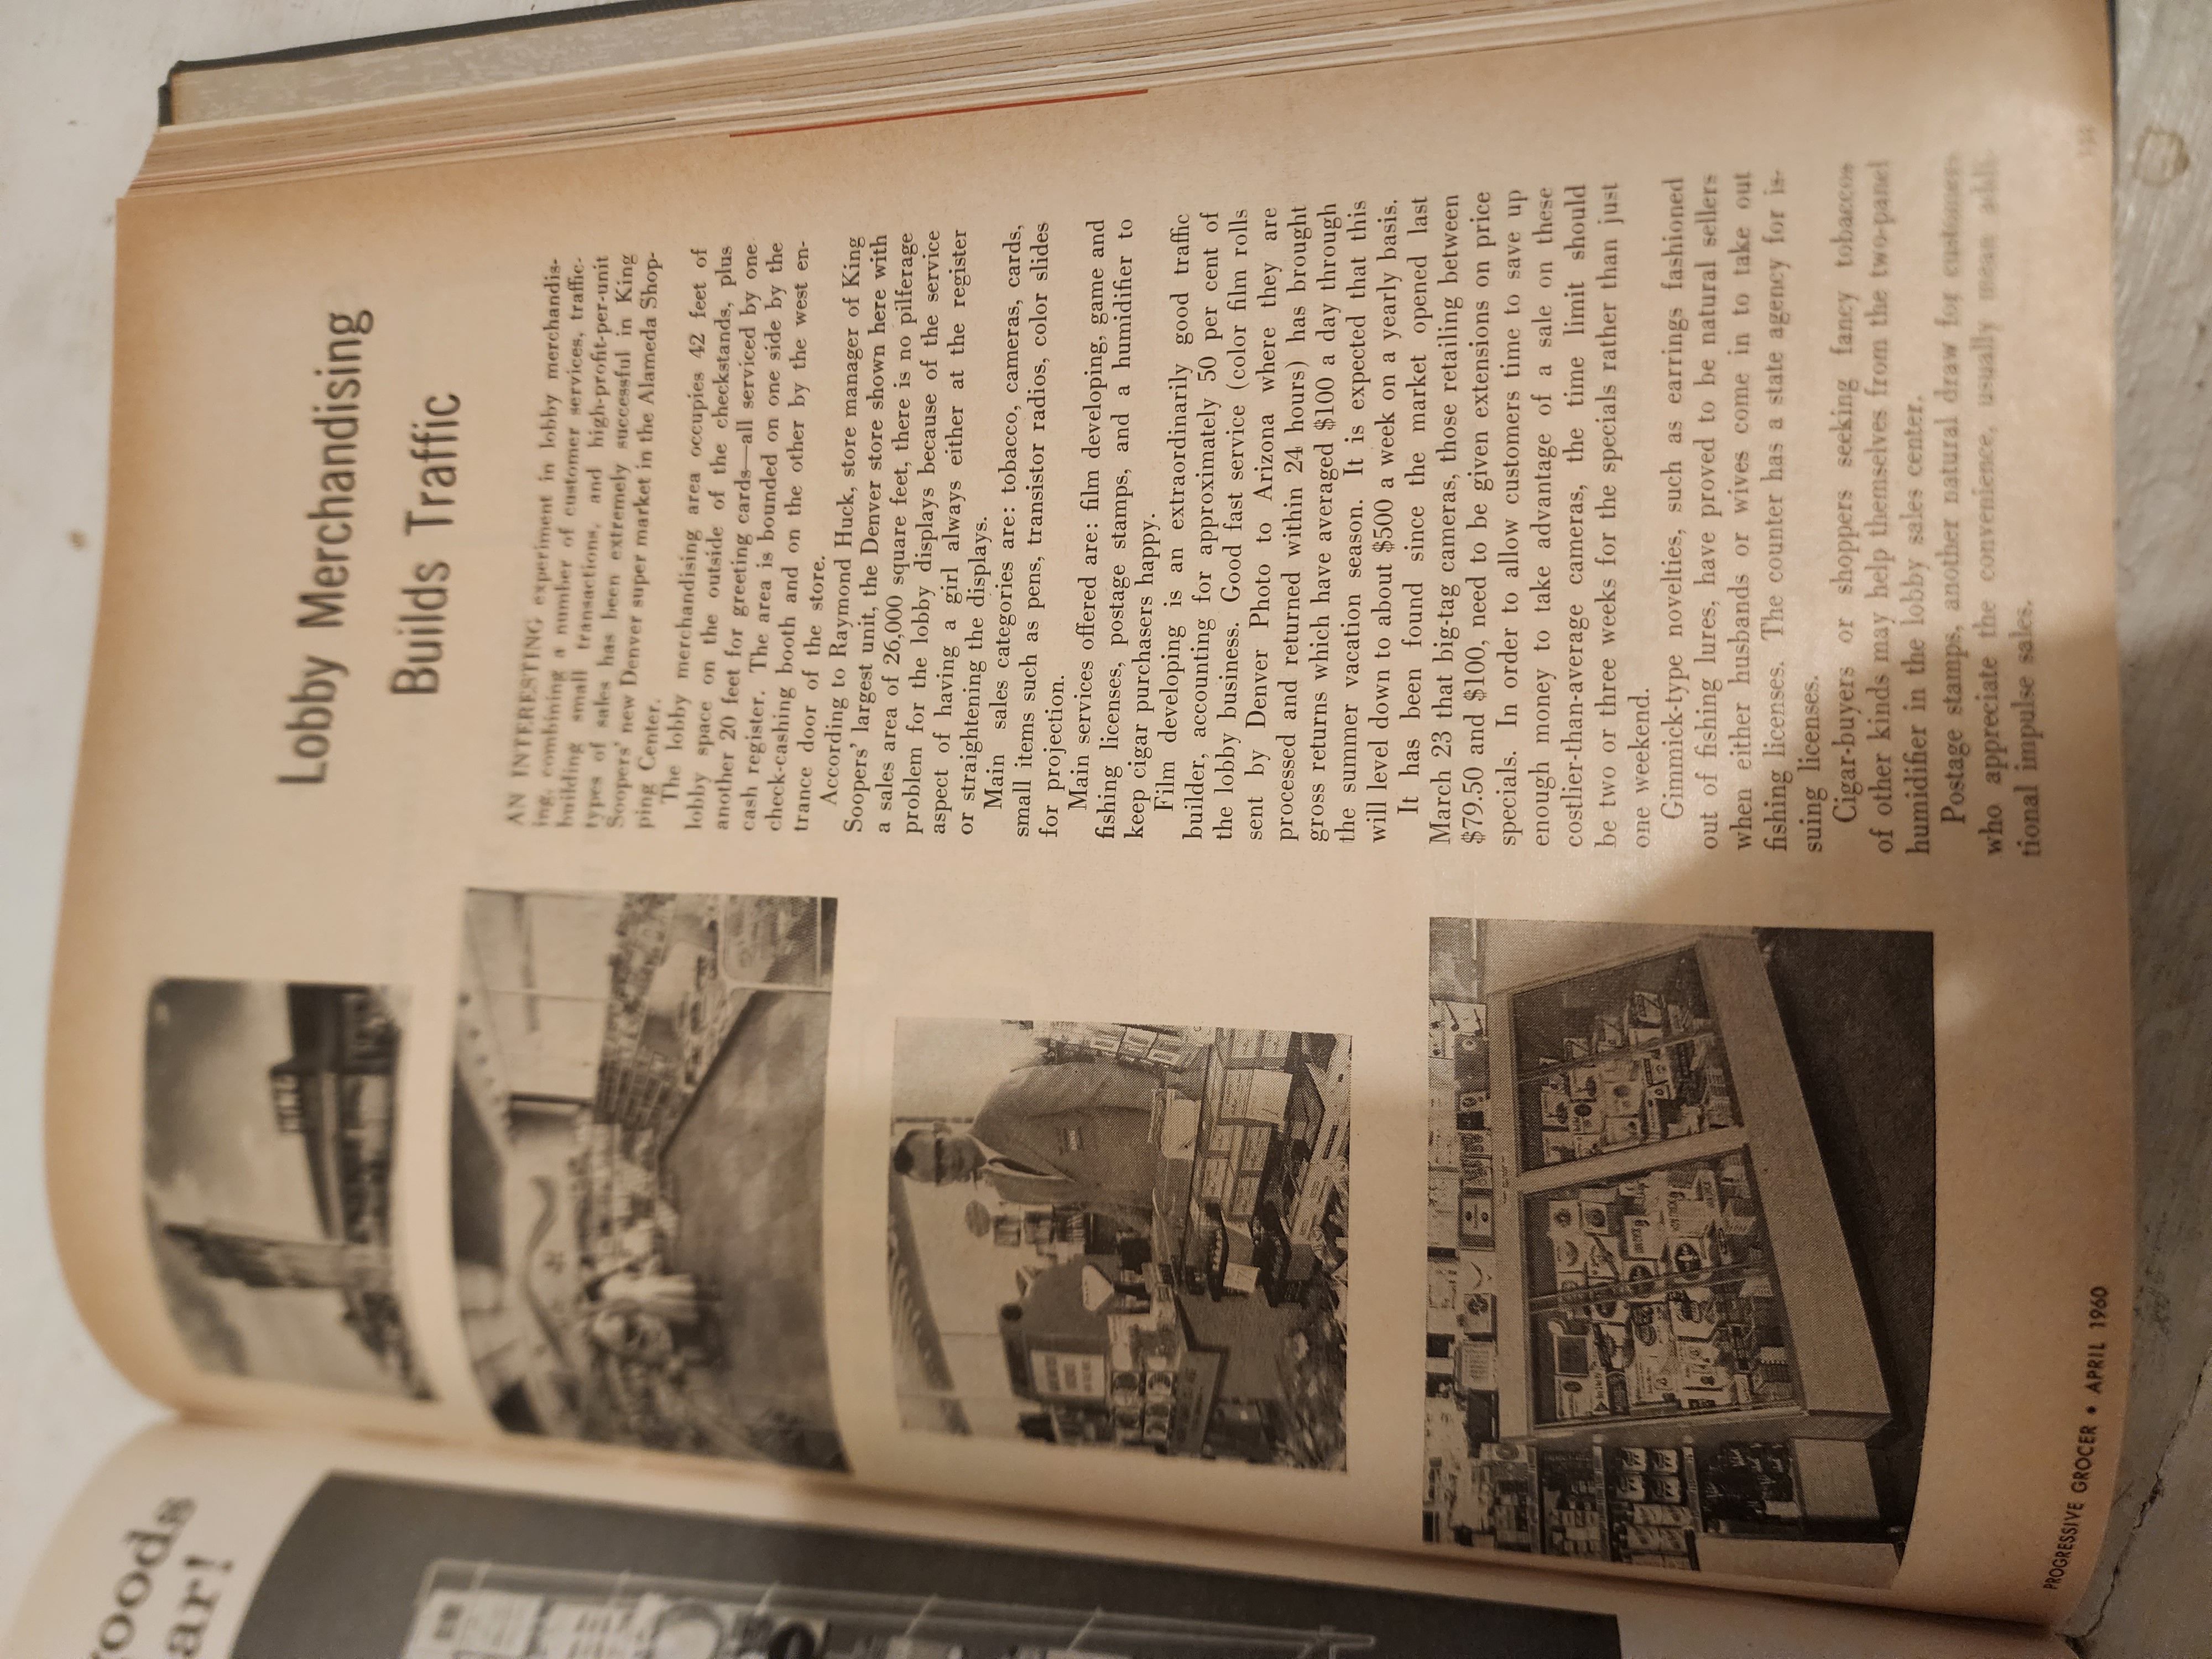 goods
ar!
Lobby Merchandising
Builds Traffic
AN INTERESTING experiment in lobby merchandis-
ing, combining a number of customer services, traffic-
building small transactions, and high-profit-per-unit
types of sales has been extremely successful in King
Soopers' new Denver super market in the Alameda Shop-
ping Center.
The lobby merchandising area occupies 42 feet of
lobby space on the outside of the checkstands, plus
another 20 feet for greeting cards—all serviced by one
cash register. The area is bounded on one side by the
check-cashing booth and on the other by the west en-
trance door of the store.
According to Raymond Huck, store manager of King
Soopers' largest unit, the Denver store shown here with
a sales area of 26,000 square feet, there is no pilferage
problem for the lobby displays because of the service
aspect of having a girl always either at the register
or straightening the displays.
Main sales categories are: tobacco, cameras, cards,
small items such as pens, transistor radios, color slides
for projection.
Main services offered are: film developing, game and
fishing licenses, postage stamps, and a humidifier to
keep cigar purchasers happy.
Film developing is an extraordinarily good traffic
builder, accounting for approximately 50 per cent of
the lobby business. Good fast service (color film rolls
sent by Denver Photo to Arizona where they are
processed and returned within 24 hours) has brought
gross returns which have averaged $100 a day through
the summer vacation season. It is expected that this
will level down to about $500 a week on a yearly basis.
It has been found since the market opened last
March 23 that big-tag cameras, those retailing between
$79.50 and $100, need to be given extensions on price
specials. In order to allow customers time to save up
enough money to take advantage of a sale on these
costlier-than-average cameras, the time limit should
be two or three weeks for the specials rather than just
one weekend.
Gimmick-type novelties, such as earrings fashioned
out of fishing lures, have proved to be natural sellers
when either husbands or wives come in to take out
fishing licenses. The counter has a state agency for is-
suing licenses.
Cigar-buyers or shoppers seeking fancy tobaccos
of other kinds may help themselves from the two-panel
humidifier in the lobby sales center.
Postage stamps, another natural draw for customers
who appreciate the convenience, usually mean addi-
tional impulse sales.
PROGRESSIVE GROCER • APRIL 1960